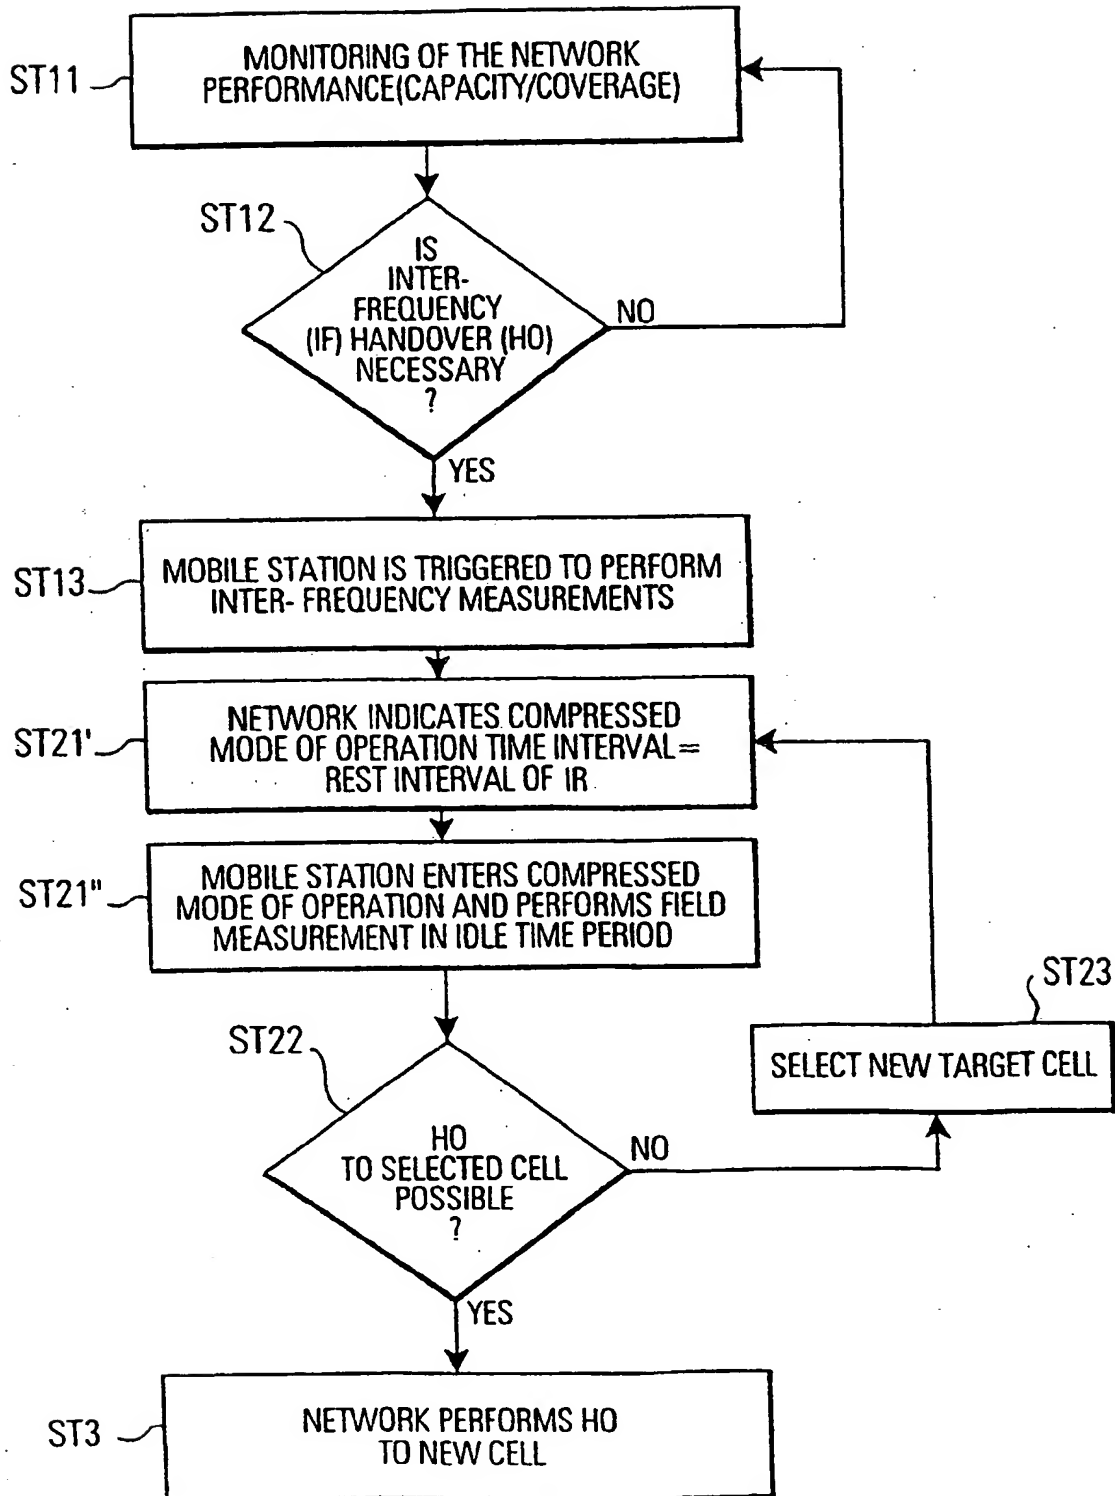 ST11
MONITORING OF THE NETWORK
PERFORMANCE(CAPACITY/COVERAGE)
ST12
IS
INTER-
FREQUENCY
(IF) HANDOVER (HO)
NECESSARY
?
NO
YES
ST13
MOBILE STATION IS TRIGGERED TO PERFORM
INTER- FREQUENCY MEASUREMENTS
ST21'
NETWORK INDICATES COMPRESSED
MODE OF OPERATION TIME INTERVAL=
REST INTERVAL OF IR
ST21"
MOBILE STATION ENTERS COMPRESSED
MODE OF OPERATION AND PERFORMS FIELD
MEASUREMENT IN IDLE TIME PERIOD
ST22
HO
TO SELECTED CELL
POSSIBLE
?
NO
ST23
SELECT NEW TARGET CELL
YES
ST3
NETWORK PERFORMS HO
TO NEW CELL